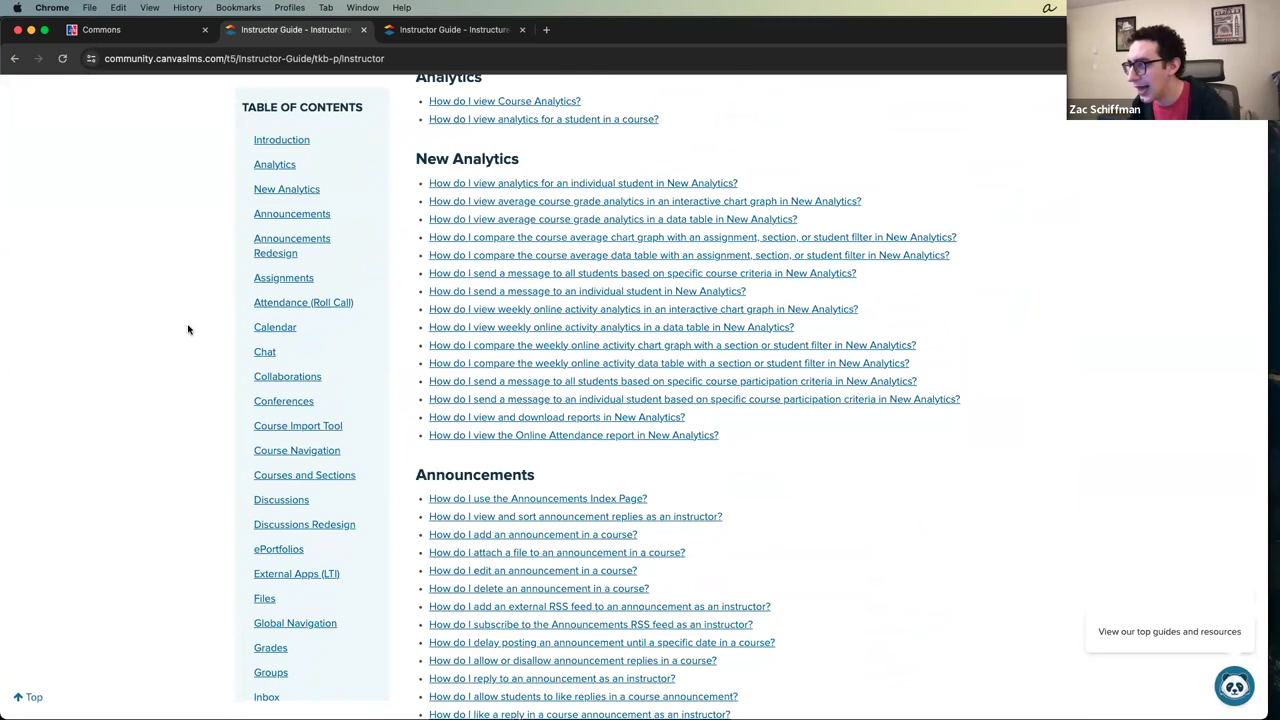 Chrome File Edit View History Bookmarks Profiles Tab Window Help
Commons
Instructor Guide - Instructure
Instructor Guide - Instructure
community.canvaslms.com/t5/Instructor-Guide/tkb-p/Instructor
Zac Schiffman
TABLE OF CONTENTS
Introduction
Analytics
New Analytics
Announcements
Announcements
Redesign
Assignments
Attendance (Roll Call)
Calendar
Chat
Collaborations
Conferences
Course Import Tool
Course Navigation
Courses and Sections
Discussions
Discussions Redesign
ePortfolios
External Apps (LTI)
Files
Global Navigation
Grades
Groups
Inbox
Top
Analytics
How do I view Course Analytics?
How do I view analytics for a student in a course?
New Analytics
How do I view analytics for an individual student in New Analytics?
How do I view average course grade analytics in an interactive chart graph in New Analytics?
How do I view average course grade analytics in a data table in New Analytics?
How do I compare the course average chart graph with an assignment, section, or student filter in New Analytics?
How do I compare the course average data table with an assignment, section, or student filter in New Analytics?
How do I send a message to all students based on specific course criteria in New Analytics?
How do I send a message to an individual student in New Analytics?
How do I view weekly online activity analytics in an interactive chart graph in New Analytics?
How do I view weekly online activity analytics in a data table in New Analytics?
How do I compare the weekly online activity chart graph with a section or student filter in New Analytics?
How do I compare the weekly online activity data table with a section or student filter in New Analytics?
How do I send a message to all students based on specific course participation criteria in New Analytics?
How do I send a message to an individual student based on specific course participation criteria in New Analytics?
How do I view and download reports in New Analytics?
How do I view the Online Attendance report in New Analytics?
Announcements
How do I use the Announcements Index Page?
How do I view and sort announcement replies as an instructor?
How do I add an announcement in a course?
How do I attach a file to an announcement in a course?
How do I edit an announcement in a course?
How do I delete an announcement in a course?
How do I add an external RSS feed to an announcement as an instructor?
How do I subscribe to the Announcements RSS feed as an instructor?
How do I delay posting an announcement until a specific date in a course?
How do I allow or disallow announcement replies in a course?
How do I reply to an announcement as an instructor?
How do I allow students to like replies in a course announcement?
How do I like a reply in a course announcement as an instructor?
View our top guides and resources